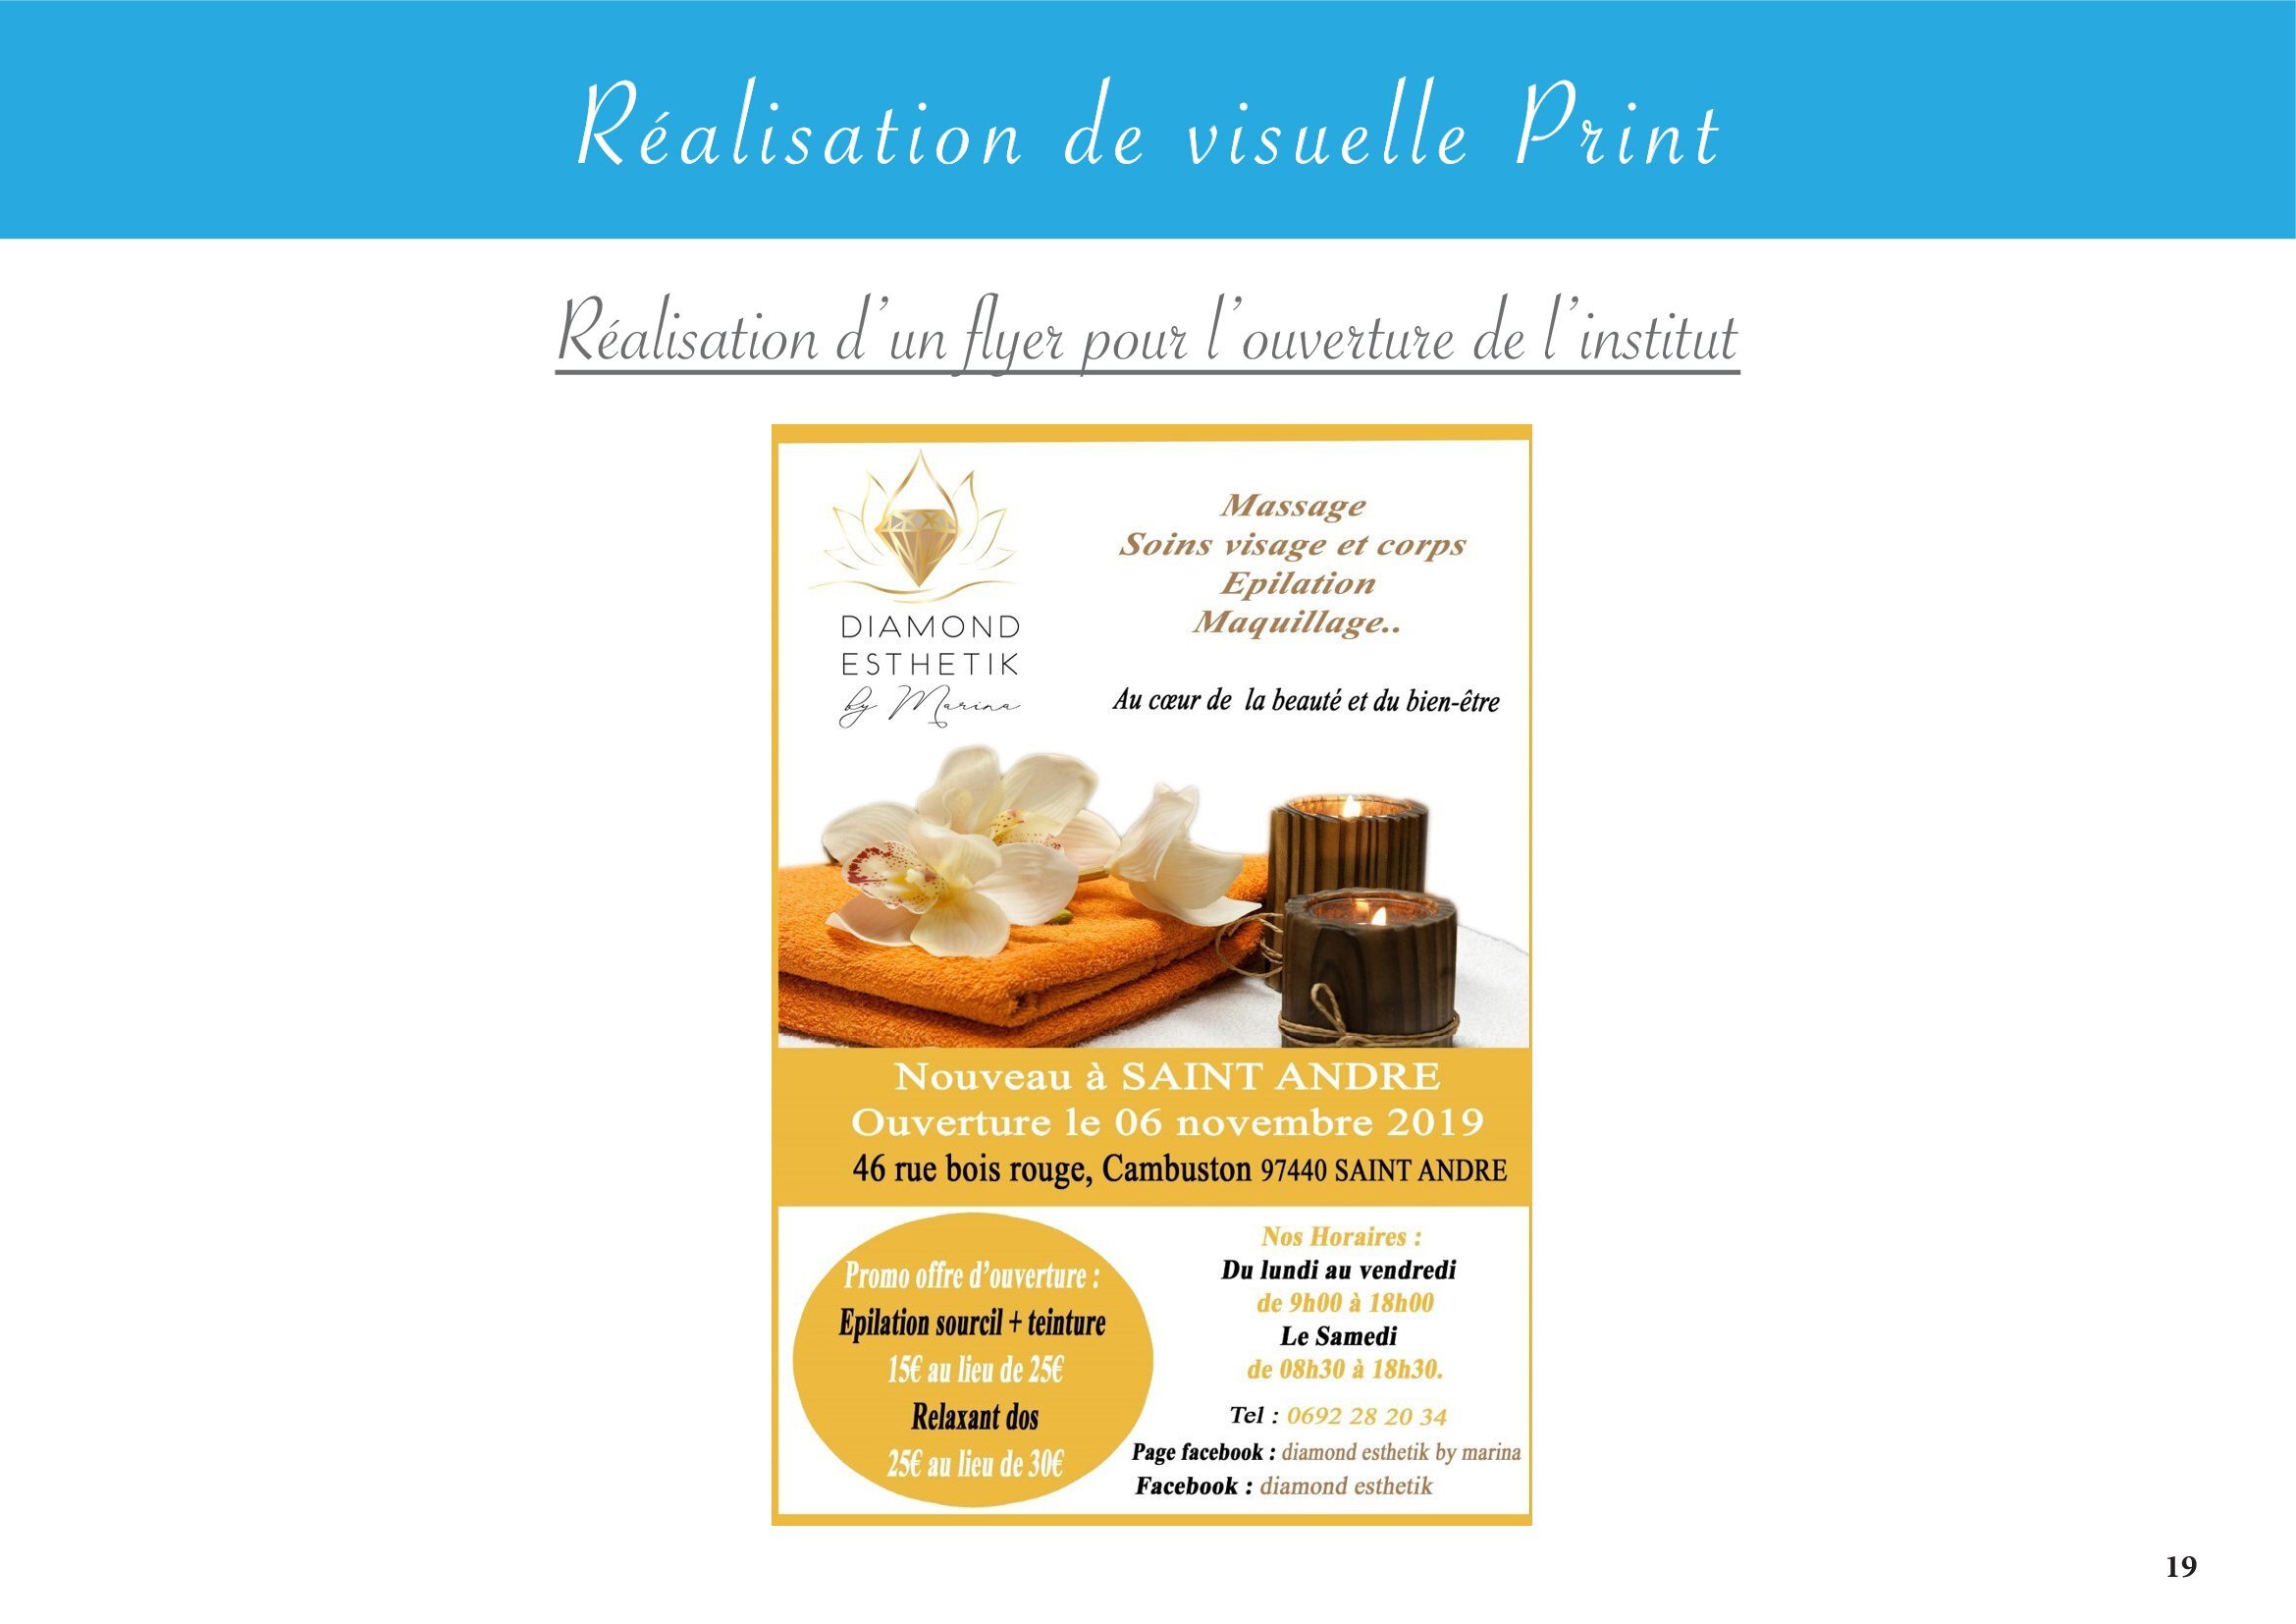 Réalisation de visuelle Print
Réalisation d'un flyer pour l'ouverture de l'institut
DIAMOND
ESTHETIK
by Marina
Massage
Soins visage et corps
Epilation
Maquillage..
Au cœur de la beauté et du bien-être
Nouveau à SAINT ANDRE
Ouverture le 06 novembre 2019
46 rue bois rouge, Cambuston 97440 SAINT ANDRE
Promo offre d'ouverture :
Epilation sourcil + teinture
15€ au lieu de 25€
Relaxant dos
25€ au lieu de 30€
Nos Horaires :
Du lundi au vendredi
de 9h00 à 18h00
Le Samedi
de 08h30 à 18h30.
Tel : 0692 28 20 34
Page facebook : diamond esthetik by marina
Facebook : diamond esthetik
19